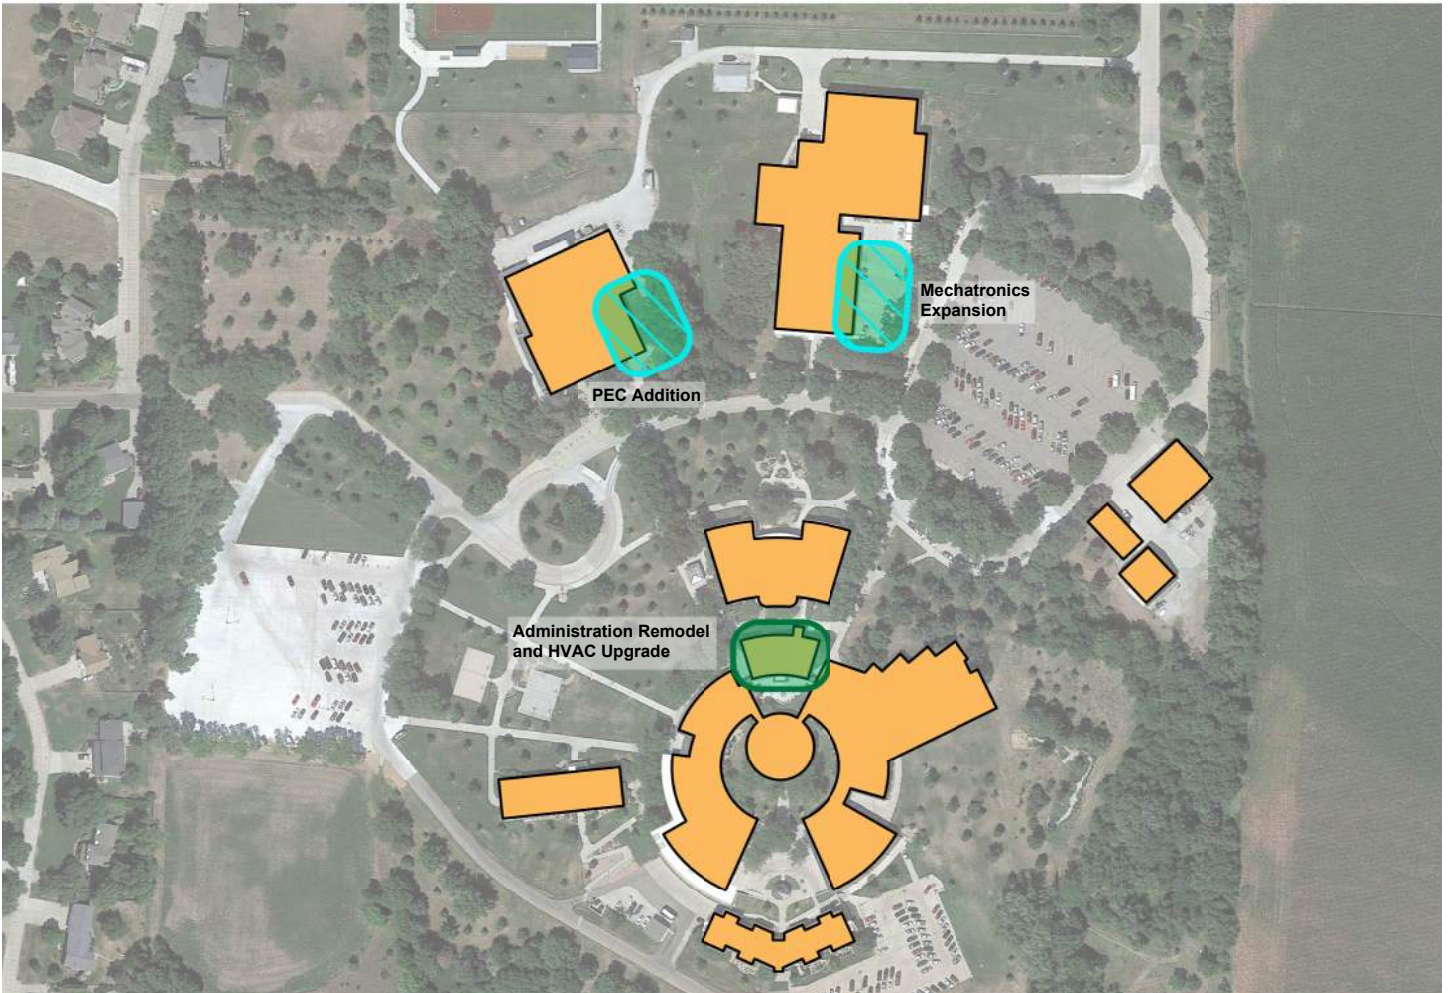 Mechatronics
Expansion
PEC Addition
Administration Remodel
and HVAC Upgrade